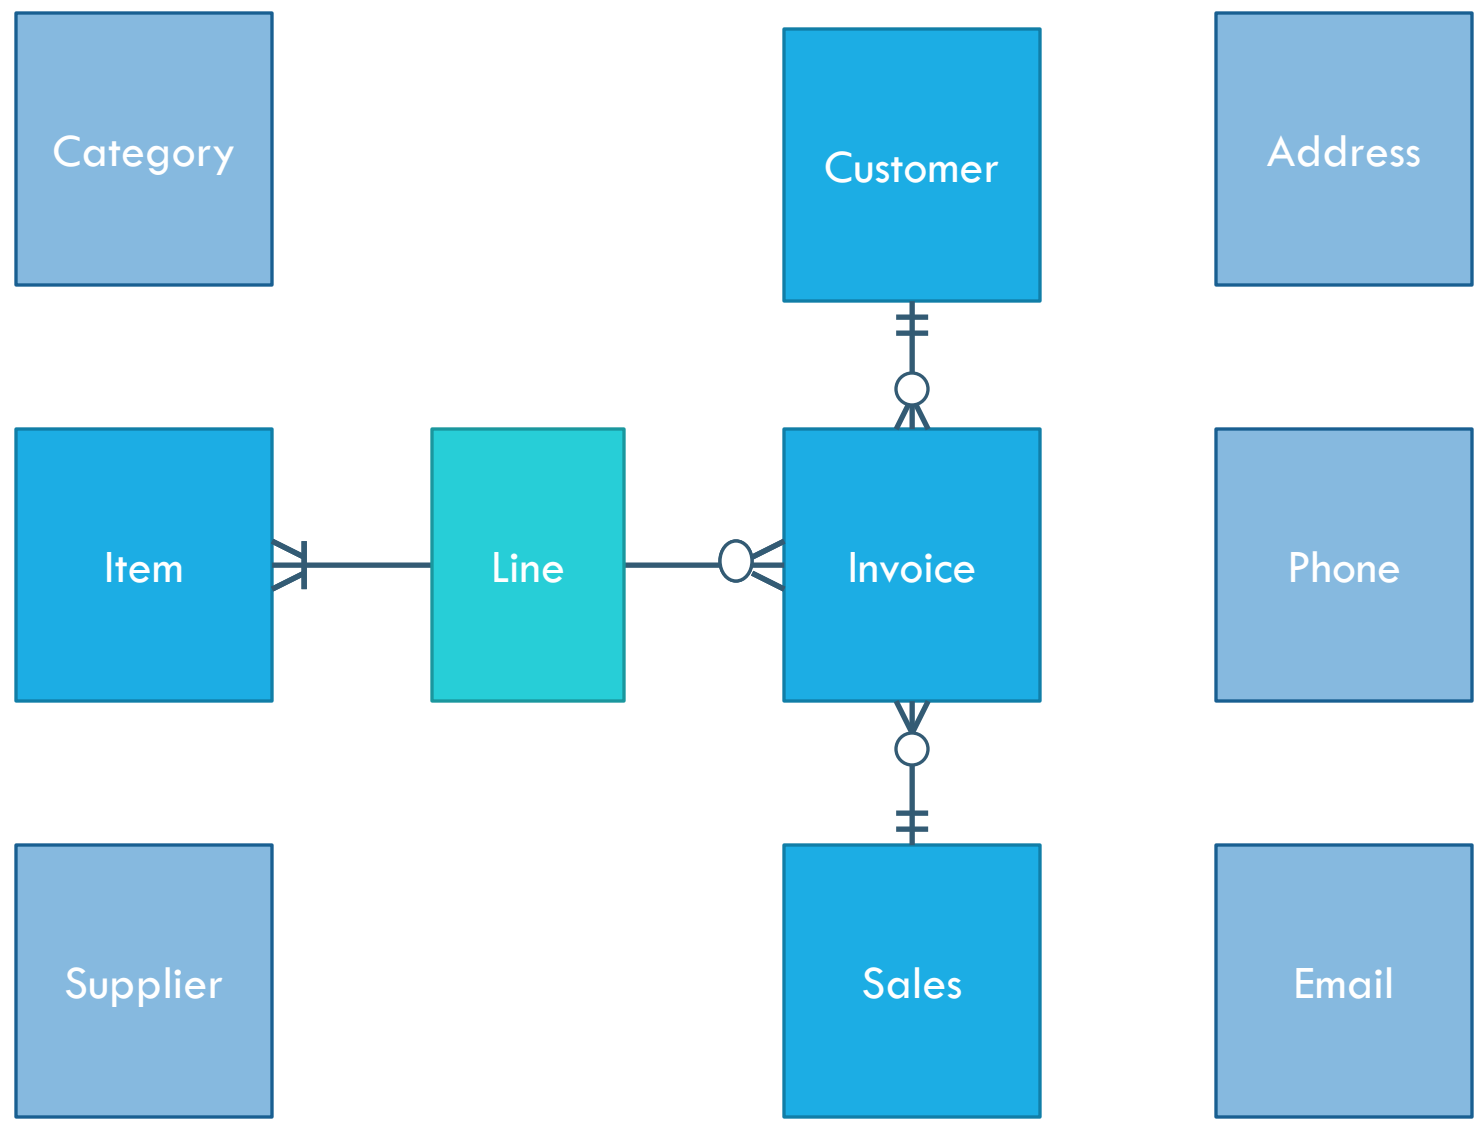 Category
Customer
Address
Item
Line
Invoice
Phone
Supplier
Sales
Email